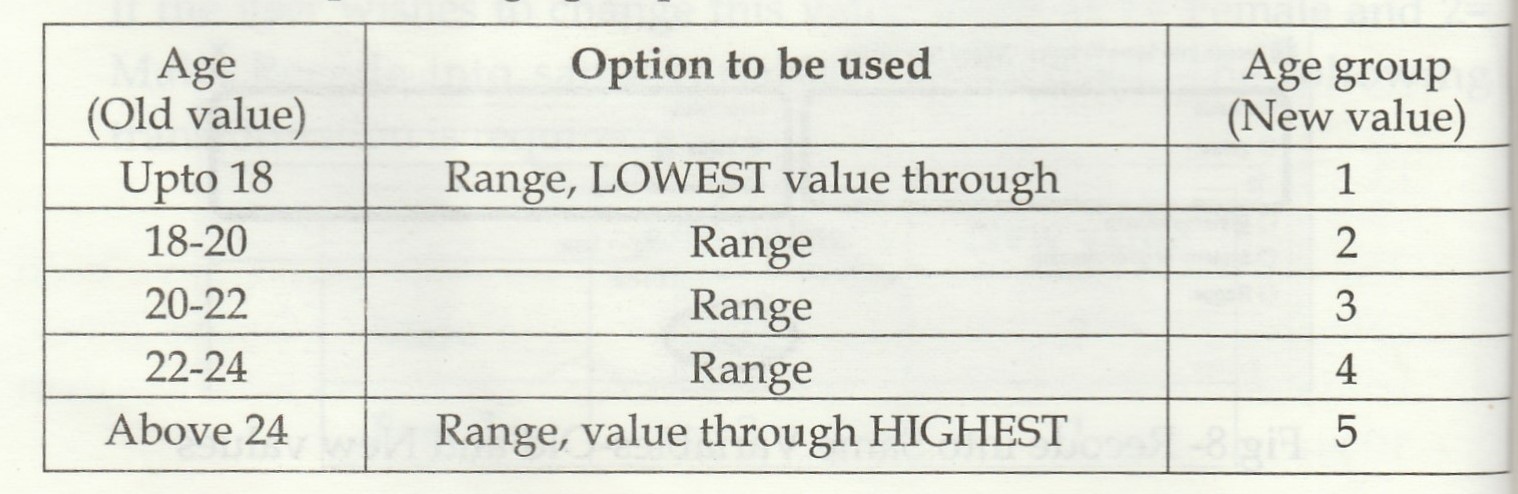 Age Option to be used Age group
(Old value) (New value)
Upto 18 Range, LOWEST value through 1
18-20 Range 2
20-22 Range 3
22-24 Range 4
Above 24 Range, value through HIGHEST 5